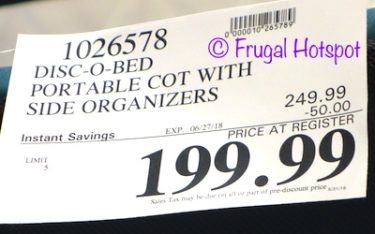 1026578
0000010265789
© Frugal Hotspot
DISC-O-BED
PORTABLE COT WITH
SIDE ORGANIZERS
249.99
-50.00
Instant Savings
EXP. 06/27/18
PRICE AT REGISTER
LIMIT
5
199.99
Sales Tax may be due on all or part of pre-discount price